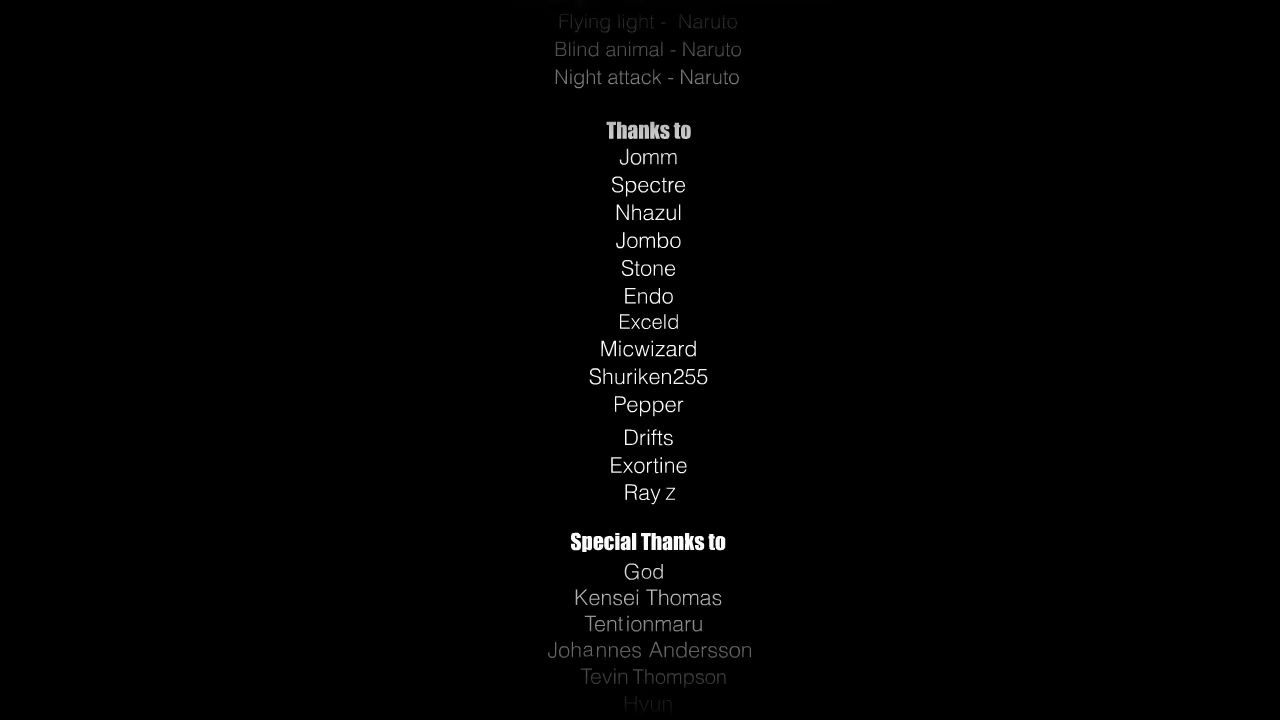 Flying light - Naruto
Blind animal - Naruto
Night attack - Naruto
Thanks to
Jomm
Spectre
Nhazul
Jombo
Stone
Endo
Exceld
Micwizard
Shuriken255
Pepper
Drifts
Exortine
Ray Z
Special Thanks to
God
Kensei Thomas
Tentionmaru
Johannes Andersson
Tevin Thompson
Hyun